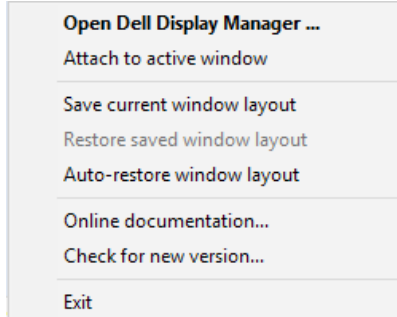 Open Dell Display Manager ...
Attach to active window
Save current window layout
Restore saved window layout
Auto-restore window layout
Online documentation...
Check for new version...
Exit